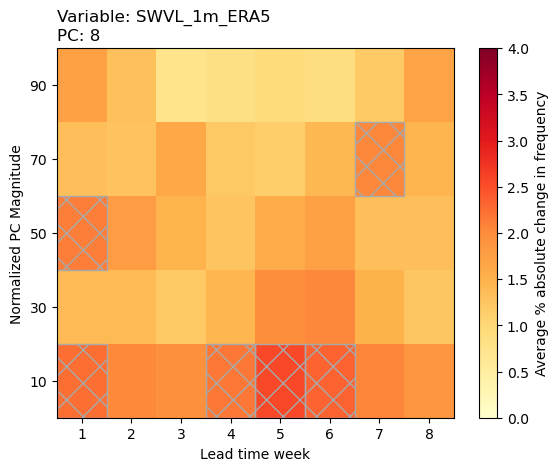 Variable: SWVL_1m_ERA5
PC: 8
Normalized PC Magnitude
90
70
50
30
10
1 2 3 4 5 6 7 8
Lead time week
4.0
3.5
3.0
2.5
2.0
1.5
1.0
0.5
0.0
Average % absolute change in frequency